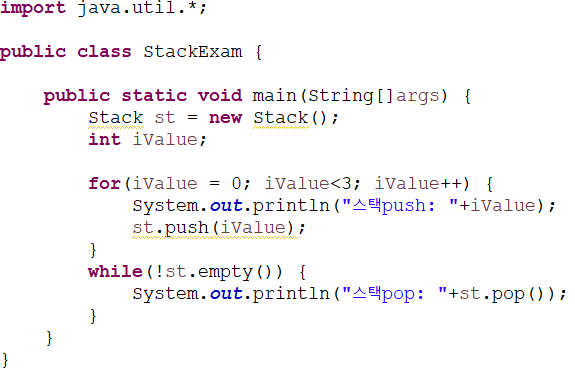 import java.util.*;
public class StackExam {
public static void main(String[]args) {
Stack st = new Stack();
int iValue;
for(iValue = 0; iValue<3; iValue++) {
System.out.println("스택push: "+iValue);
st.push(iValue);
}
while(!st.empty()) {
System.out.println("스택pop: "+st.pop());
}
}
}